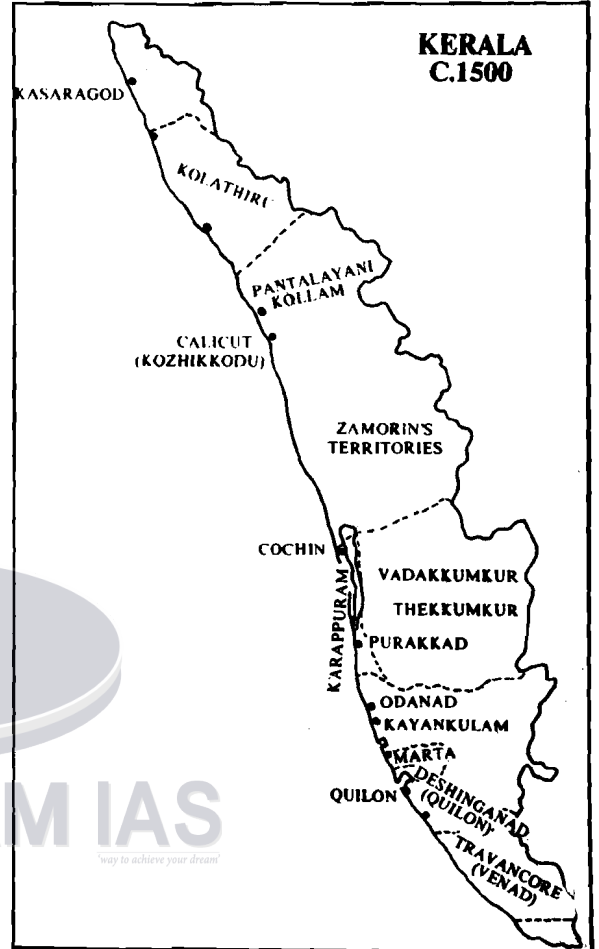 KERALA
C.1500
KASARAGOD
KOLATHIRI
PANTALAYANI
KOLLAM
CALICUT
(KOZHIKKODU)
ZAMORIN'S
TERRITORIES
COCHIN
VADAKKUMKUR
THEKKUMKUR
KARAPPURAM
PURAKKAD
ODANAD
KAYANKULAM
MARTA
QUILON
DESHINGANAD
(QUILON)
TRAVANCORE
(VENAD)
M IAS
'way to achieve your dream'